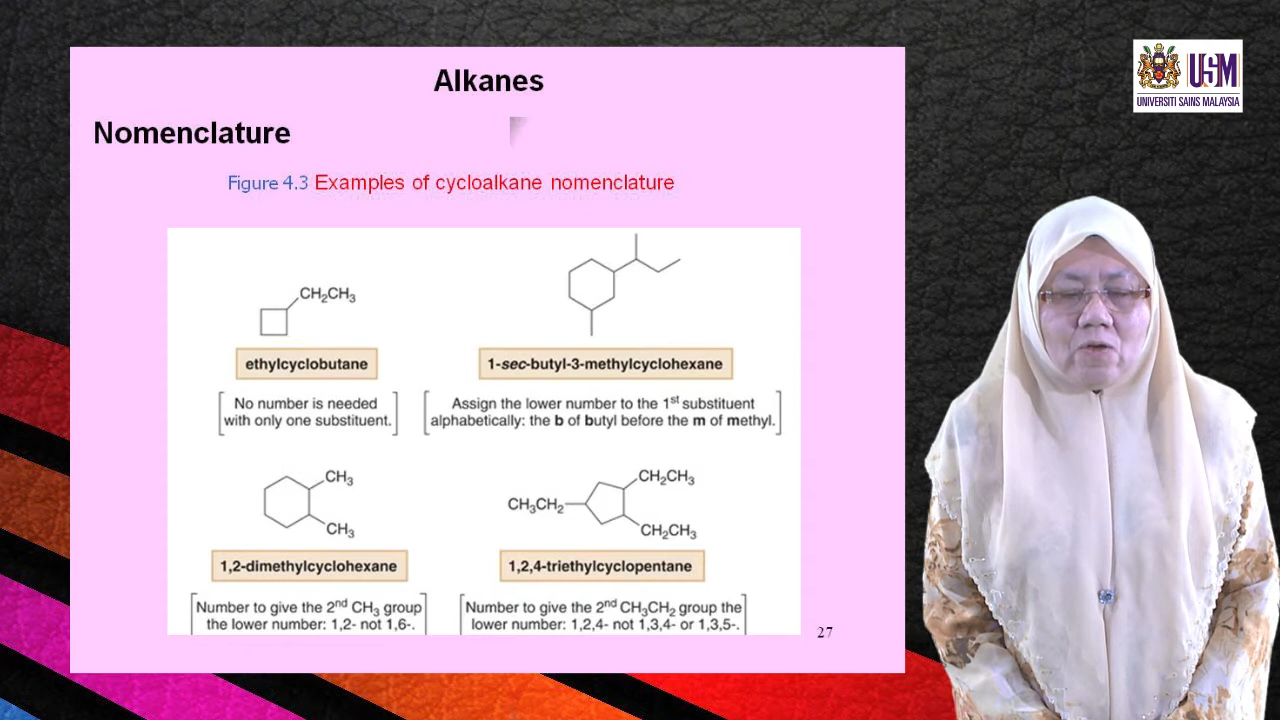 Alkanes
USM
UNIVERSITI SAINS MALAYSIA
Nomenclature
Figure 4.3 Examples of cycloalkane nomenclature
CH₂CH₃
ethylcyclobutane
1-sec-butyl-3-methylcyclohexane
No number is needed
with only one substituent.
Assign the lower number to the 1st substituent
alphabetically: the b of butyl before the m of methyl.
CH₃
CH₃
1,2-dimethylcyclohexane
CH₂CH₃
CH₃CH₂
CH₂CH₃
1,2,4-triethylcyclopentane
Number to give the 2nd CH₃ group
the lower number: 1,2- not 1,6-.
Number to give the 2nd CH₃CH₂ group the
lower number: 1,2,4- not 1,3,4- or 1,3,5-.
27